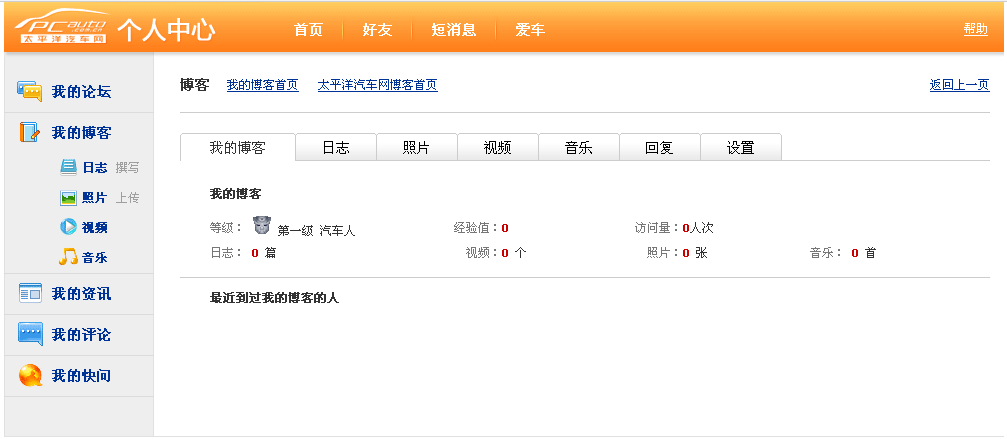 PCauto
.com.cn
太平洋汽车网
个人中心 首页 好友 短消息 爱车 帮助
我的论坛
我的博客
日志 撰写
照片 上传
视频
音乐
我的资讯
我的评论
我的快问
博客 我的博客首页 太平洋汽车网博客首页 返回上一页
我的博客 日志 照片 视频 音乐 回复 设置
我的博客
等级： 第一级 汽车人 经验值：0 访问量：0人次
日志： 0 篇 视频：0 个 照片：0 张 音乐： 0 首
最近到过我的博客的人